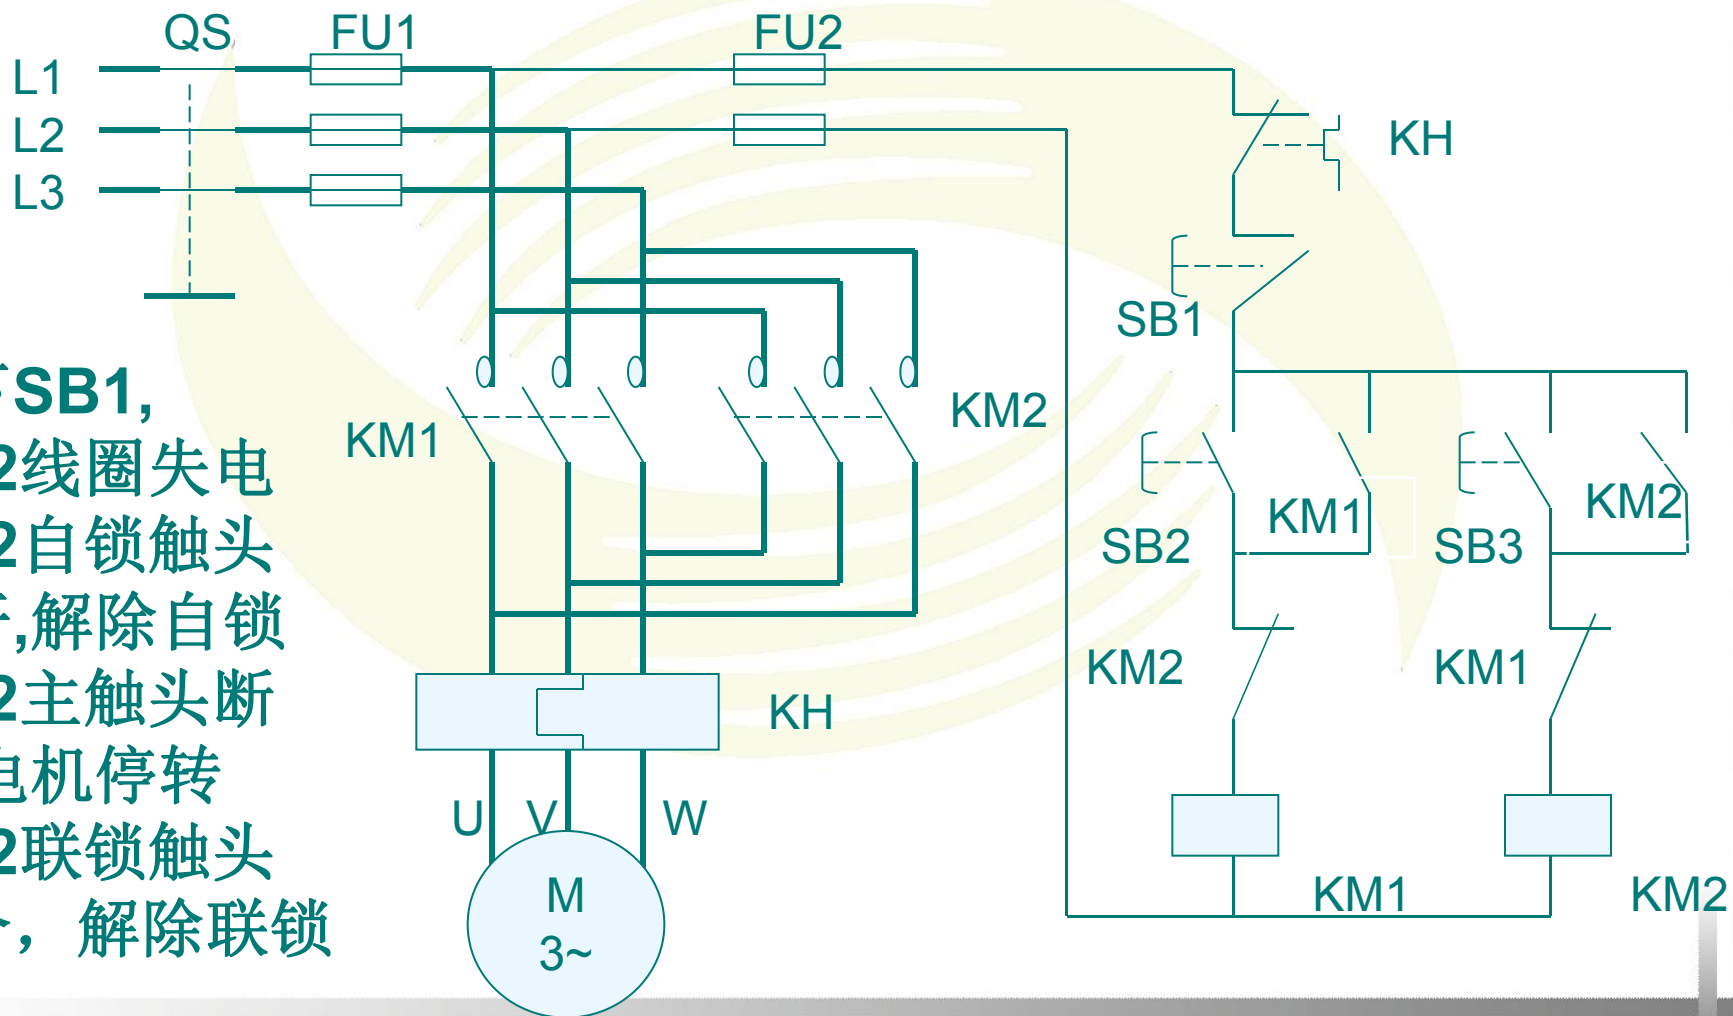 QS
FU1
FU2
L1
L2
L3
KH
SB1
SB1,
2线圈失电
2自锁触头
,解除自锁
2主触头断
电机停转
2联锁触头
，解除联锁
KM1
KM2
SB2
KM1
SB3
KM2
KM2
KM1
KH
U
V
W
M
3~
KM1
KM2